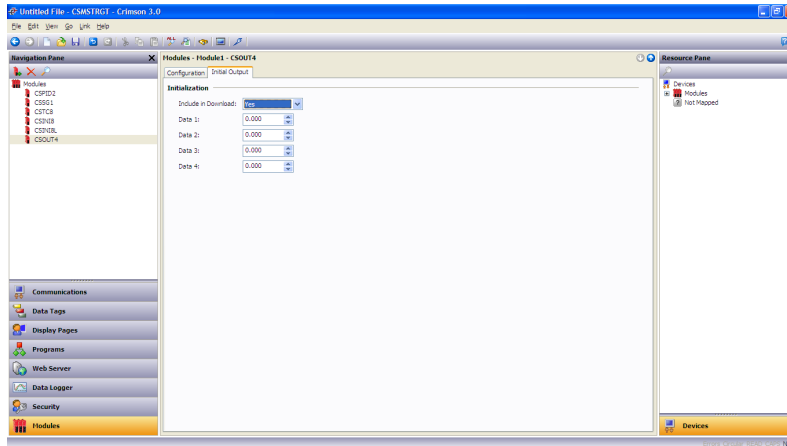 Untitled File - CSMSTRGT - Crimson 3.0
File Edit View Go Link Help
Navigation Pane
Modules
CSPID2
CSSG1
CSTC8
CSINI8
CSINI8L
CSOUT4
Communications
Data Tags
Display Pages
Programs
Web Server
Data Logger
Security
Modules
Modules - Module1 - CSOUT4
Configuration Initial Output
Initialization
Include in Download: Yes
Data 1: 0.000
Data 2: 0.000
Data 3: 0.000
Data 4: 0.000
Resource Pane
Devices
Modules
Not Mapped
Devices